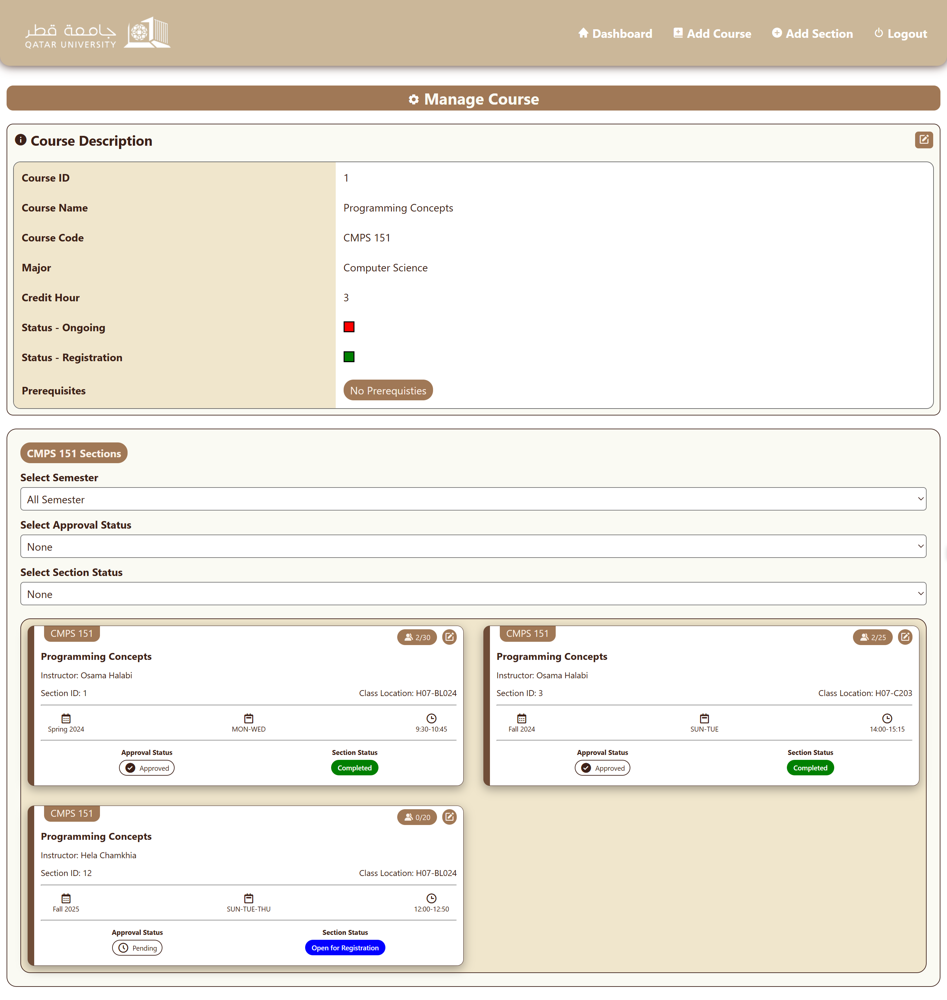 جامعة قطر
QATAR UNIVERSITY
Dashboard
Add Course
Add Section
Logout
Manage Course
Course Description
Course ID 1
Course Name Programming Concepts
Course Code CMPS 151
Major Computer Science
Credit Hour 3
Status - Ongoing
Status - Registration
Prerequisites No Prerequisties
CMPS 151 Sections
Select Semester
All Semester
Select Approval Status
None
Select Section Status
None
CMPS 151 2/30
Programming Concepts
Instructor: Osama Halabi
Section ID: 1 Class Location: H07-BL024
Spring 2024 MON-WED 9:30-10:45
Approval Status Section Status
Approved Completed
CMPS 151 2/25
Programming Concepts
Instructor: Osama Halabi
Section ID: 3 Class Location: H07-C203
Fall 2024 SUN-TUE 14:00-15:15
Approval Status Section Status
Approved Completed
CMPS 151 0/20
Programming Concepts
Instructor: Hela Chamkhia
Section ID: 12 Class Location: H07-BL024
Fall 2025 SUN-TUE-THU 12:00-12:50
Approval Status Section Status
Pending Open for Registration